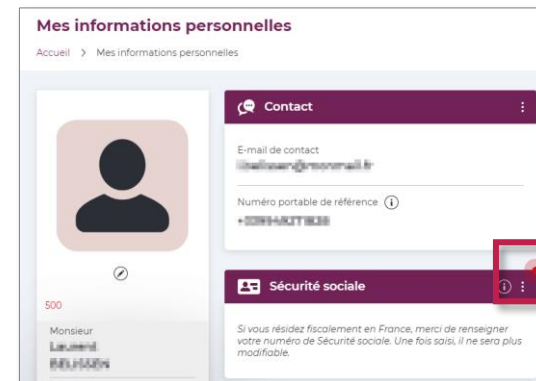 Mes informations personnelles
Accueil > Mes informations personnelles
Contact
E-mail de contact
Numéro portable de référence
500
Sécurité sociale
Monsieur
Si vous résidez fiscalement en France, merci de renseigner
votre numéro de Sécurité sociale. Une fois saisi, il ne sera plus
modifiable.